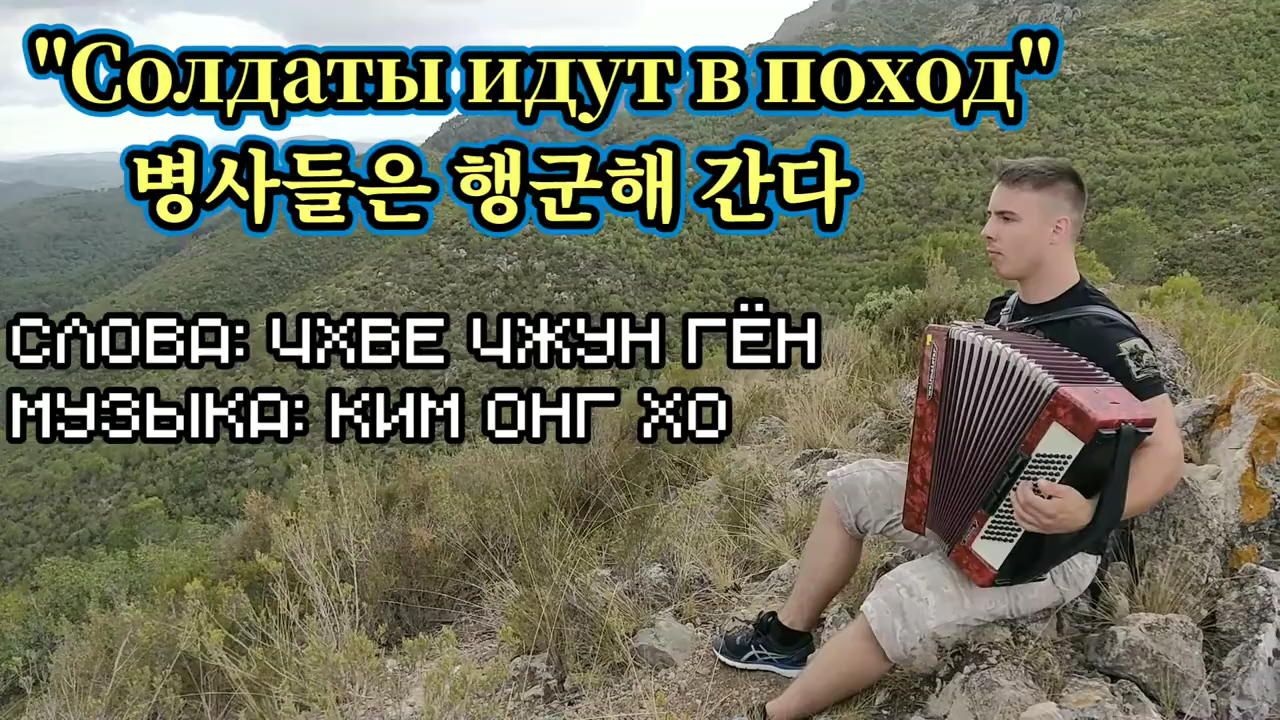 "Солдаты идут в поход"
병사들은 행군해 간다
СЛОВА: ЧХВЕ ЧЖУН ГЁН
МУЗЫКА: КИМ ОНГ ХО